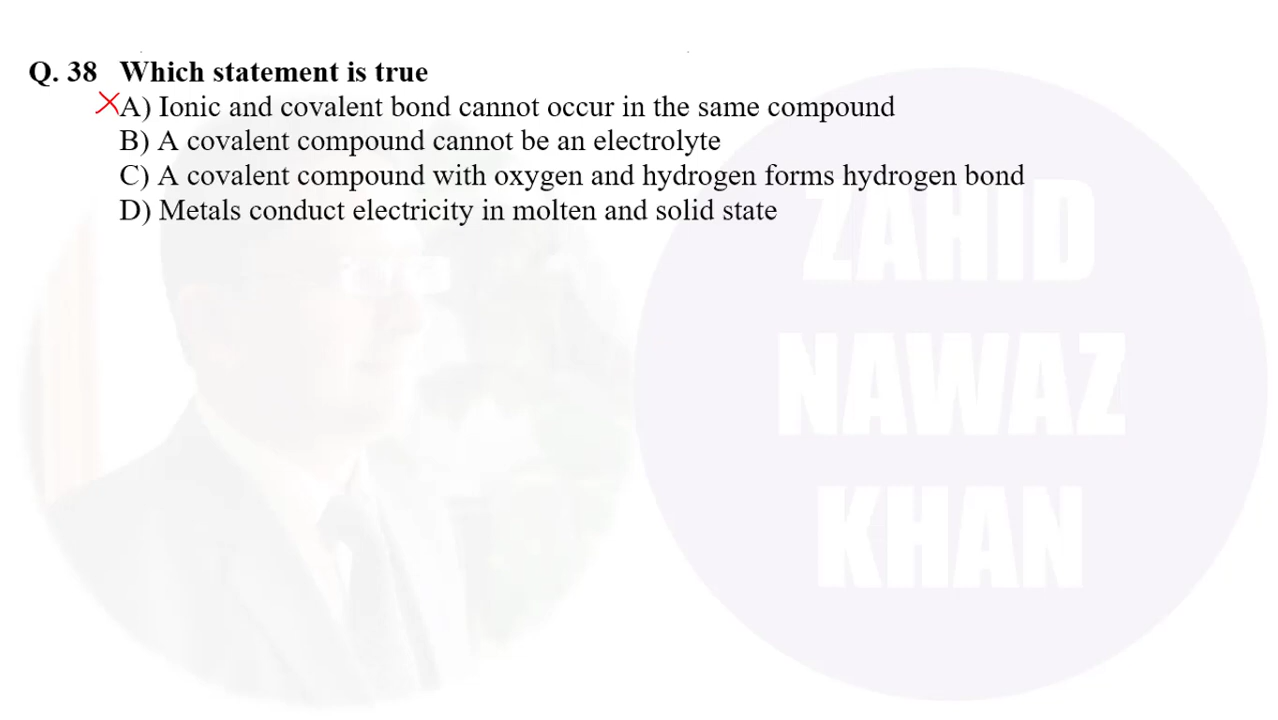 Q. 38 Which statement is true
A) Ionic and covalent bond cannot occur in the same compound
B) A covalent compound cannot be an electrolyte
C) A covalent compound with oxygen and hydrogen forms hydrogen bond
D) Metals conduct electricity in molten and solid state
ZAHID
NAWAZ
KHAN